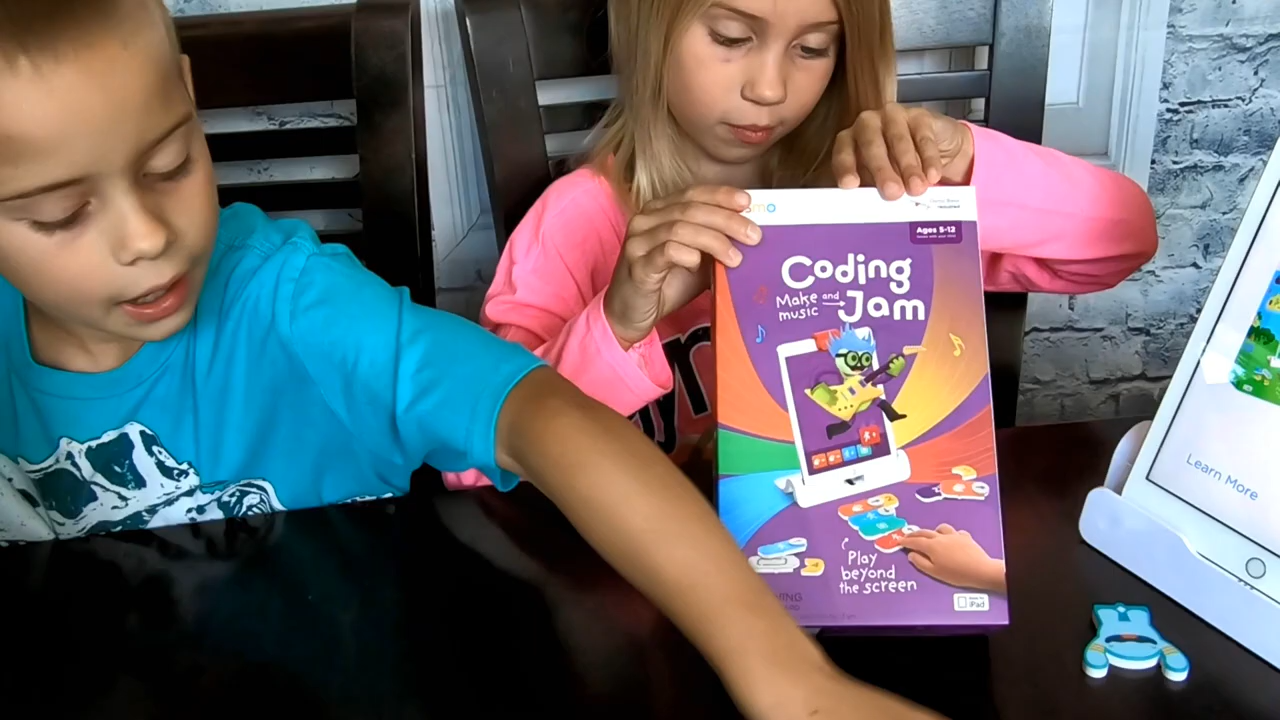 Ages 5-12
Coding
Make and
music
Jam
Play
beyond
the screen
iPad
Learn More